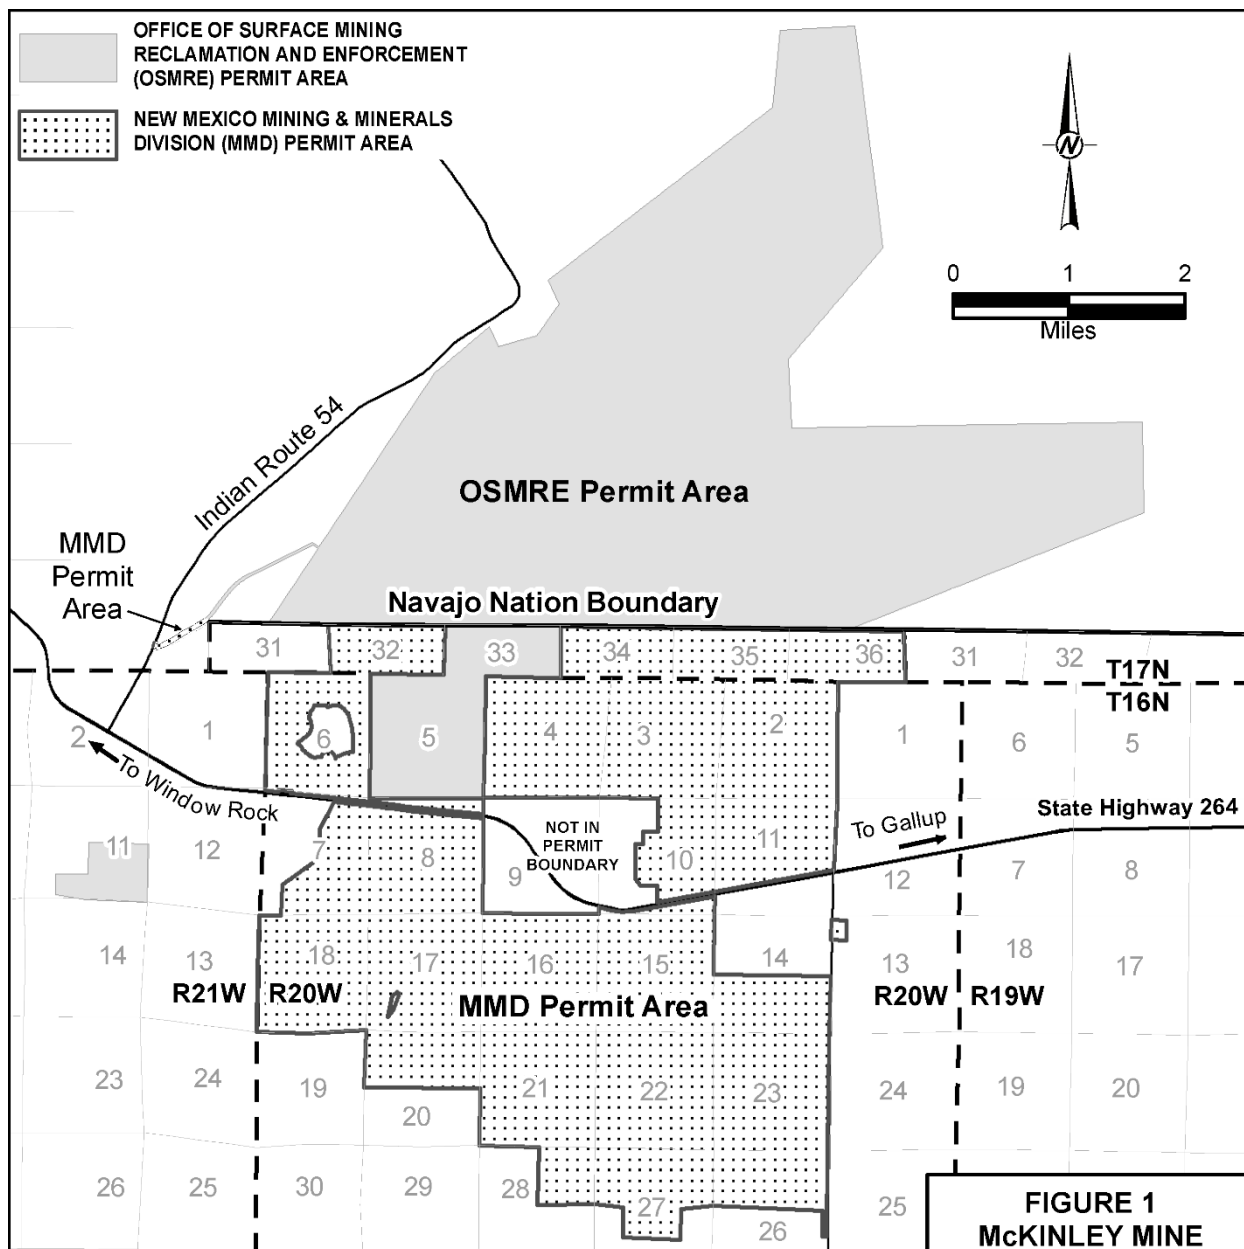 OFFICE OF SURFACE MINING
RECLAMATION AND ENFORCEMENT
(OSMRE) PERMIT AREA
NEW MEXICO MINING & MINERALS
DIVISION (MMD) PERMIT AREA
N
0 1 2
Miles
Indian Route 54
OSMRE Permit Area
MMD
Permit
Area
Navajo Nation Boundary
31 32 33 34 35 36 31 32
T17N
T16N
2 1 6 5 4 3 2 1 6 5
To Window Rock
To Gallup
State Highway 264
NOT IN
PERMIT
BOUNDARY
11 12 7 8 9 10 11 12 7 8
14 13 18 17 16 15 14 13 18 17
R21W R20W
MMD Permit Area
R20W R19W
23 24 19 20 21 22 23 24 19 20
26 25 30 29 28 27 26 25
FIGURE 1
McKINLEY MINE